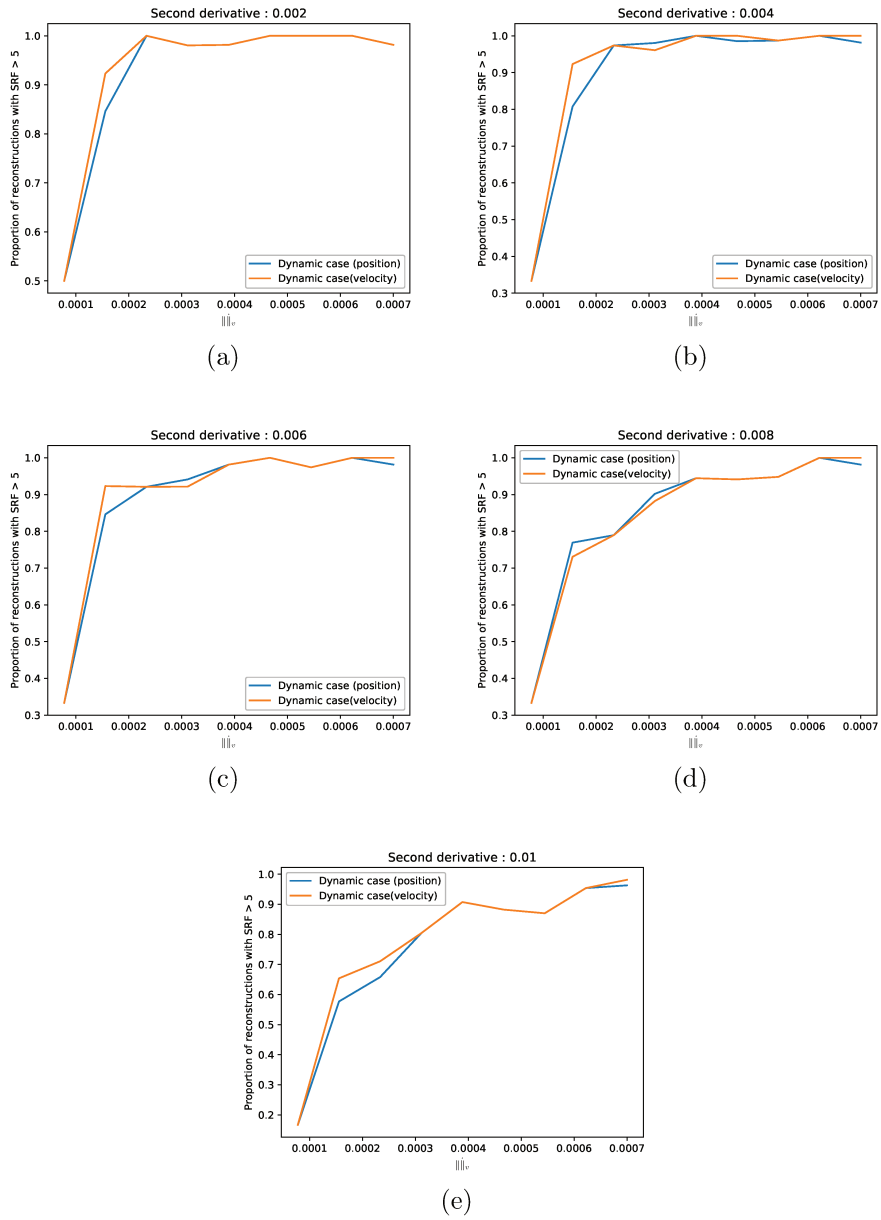 Second derivative : 0.002
Proportion of reconstructions with SRF > 5
1.0
0.9
0.8
0.7
0.6
0.5
Dynamic case (position)
Dynamic case(velocity)
0.0001 0.0002 0.0003 0.0004 0.0005 0.0006 0.0007
(a)
Second derivative : 0.004
Proportion of reconstructions with SRF > 5
1.0
0.9
0.8
0.7
0.6
0.5
0.4
0.3
Dynamic case (position)
Dynamic case(velocity)
0.0001 0.0002 0.0003 0.0004 0.0005 0.0006 0.0007
(b)
Second derivative : 0.006
Proportion of reconstructions with SRF > 5
1.0
0.9
0.8
0.7
0.6
0.5
0.4
0.3
Dynamic case (position)
Dynamic case(velocity)
0.0001 0.0002 0.0003 0.0004 0.0005 0.0006 0.0007
(c)
Second derivative : 0.008
Proportion of reconstructions with SRF > 5
Dynamic case (position)
Dynamic case(velocity)
1.0
0.9
0.8
0.7
0.6
0.5
0.4
0.3
0.0001 0.0002 0.0003 0.0004 0.0005 0.0006 0.0007
(d)
Second derivative : 0.01
Proportion of reconstructions with SRF > 5
Dynamic case (position)
Dynamic case(velocity)
1.0
0.9
0.8
0.7
0.6
0.5
0.4
0.3
0.2
0.0001 0.0002 0.0003 0.0004 0.0005 0.0006 0.0007
(e)